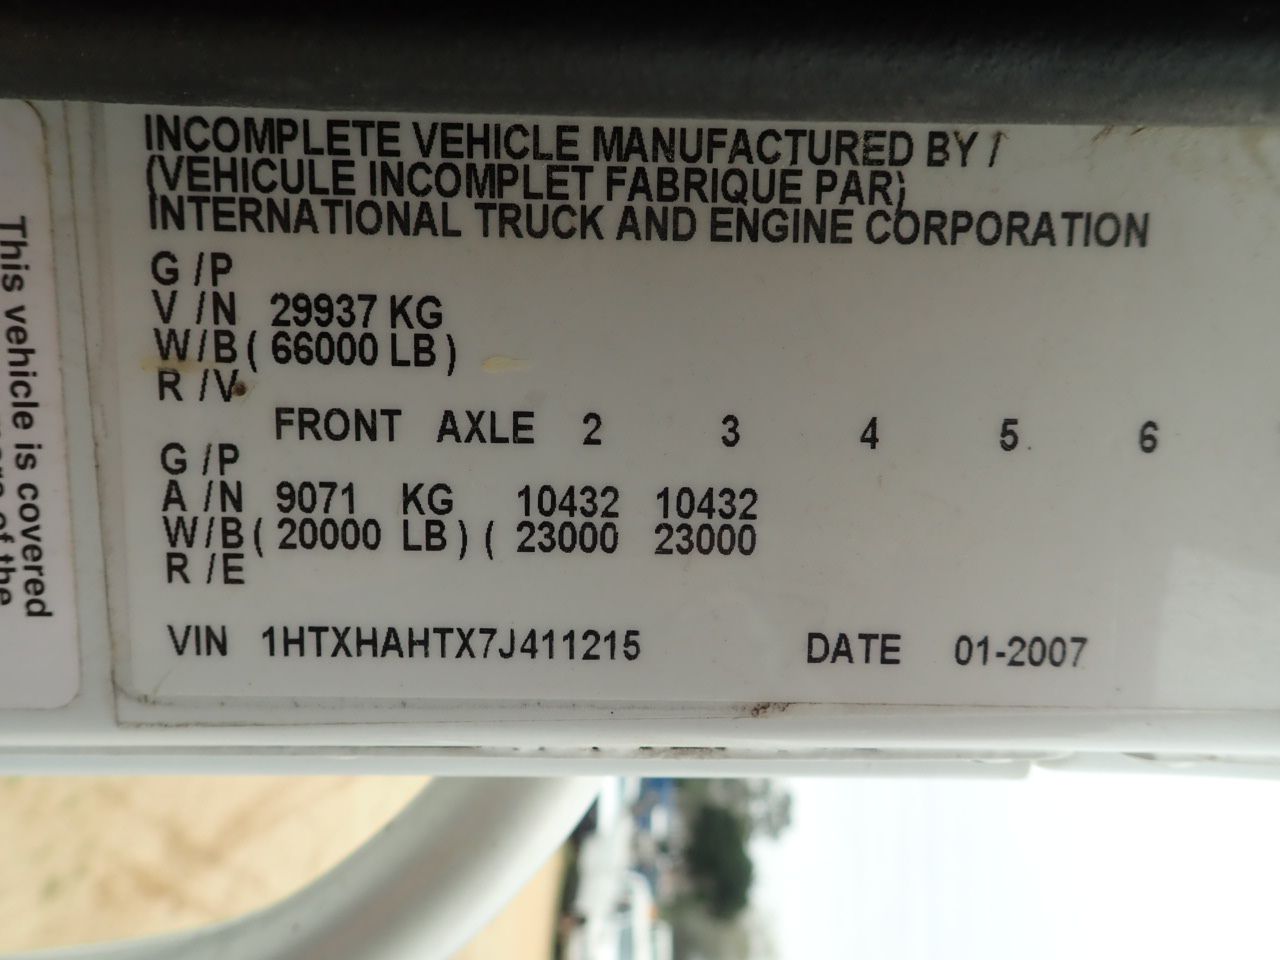 INCOMPLETE VEHICLE MANUFACTURED BY /
(VEHICULE INCOMPLET FABRIQUE PAR)
INTERNATIONAL TRUCK AND ENGINE CORPORATION
G /P
V /N 29937 KG
W/B ( 66000 LB )
R /V
FRONT AXLE 2 3 4 5 6
G /P
A /N 9071 KG 10432 10432
W/B ( 20000 LB ) ( 23000 23000
R /E
VIN 1HTXHAHTX7J411215 DATE 01-2007
This vehicle is covered
of the